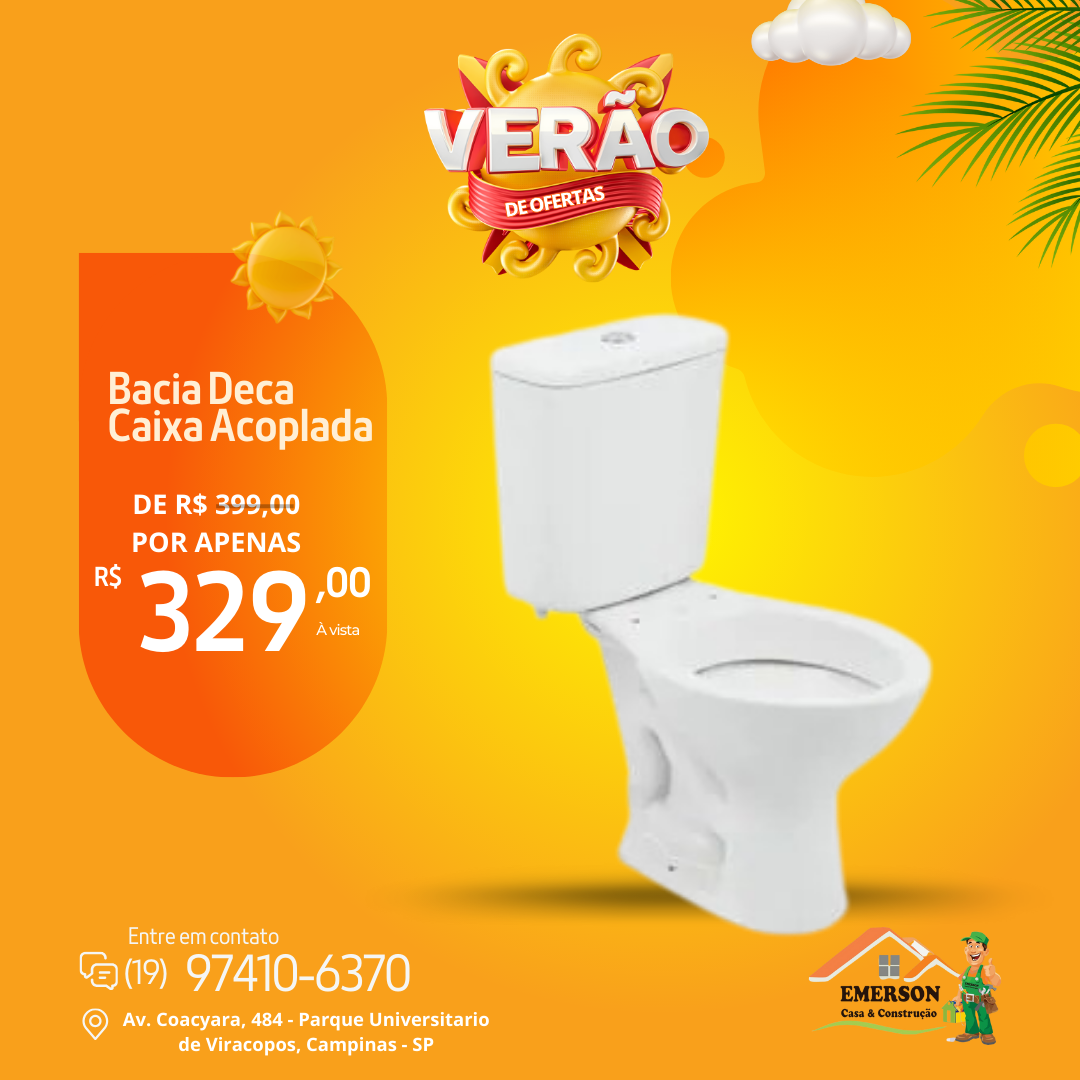 VERÃO
DE OFERTAS
Bacia Deca
Caixa Acoplada
DE R$ 399,00
POR APENAS
R$ 329,00
À vista
Entre em contato
(19) 97410-6370
Av. Coacyara, 484 - Parque Universitario
de Viracopos, Campinas - SP
EMERSON
Casa & Construção